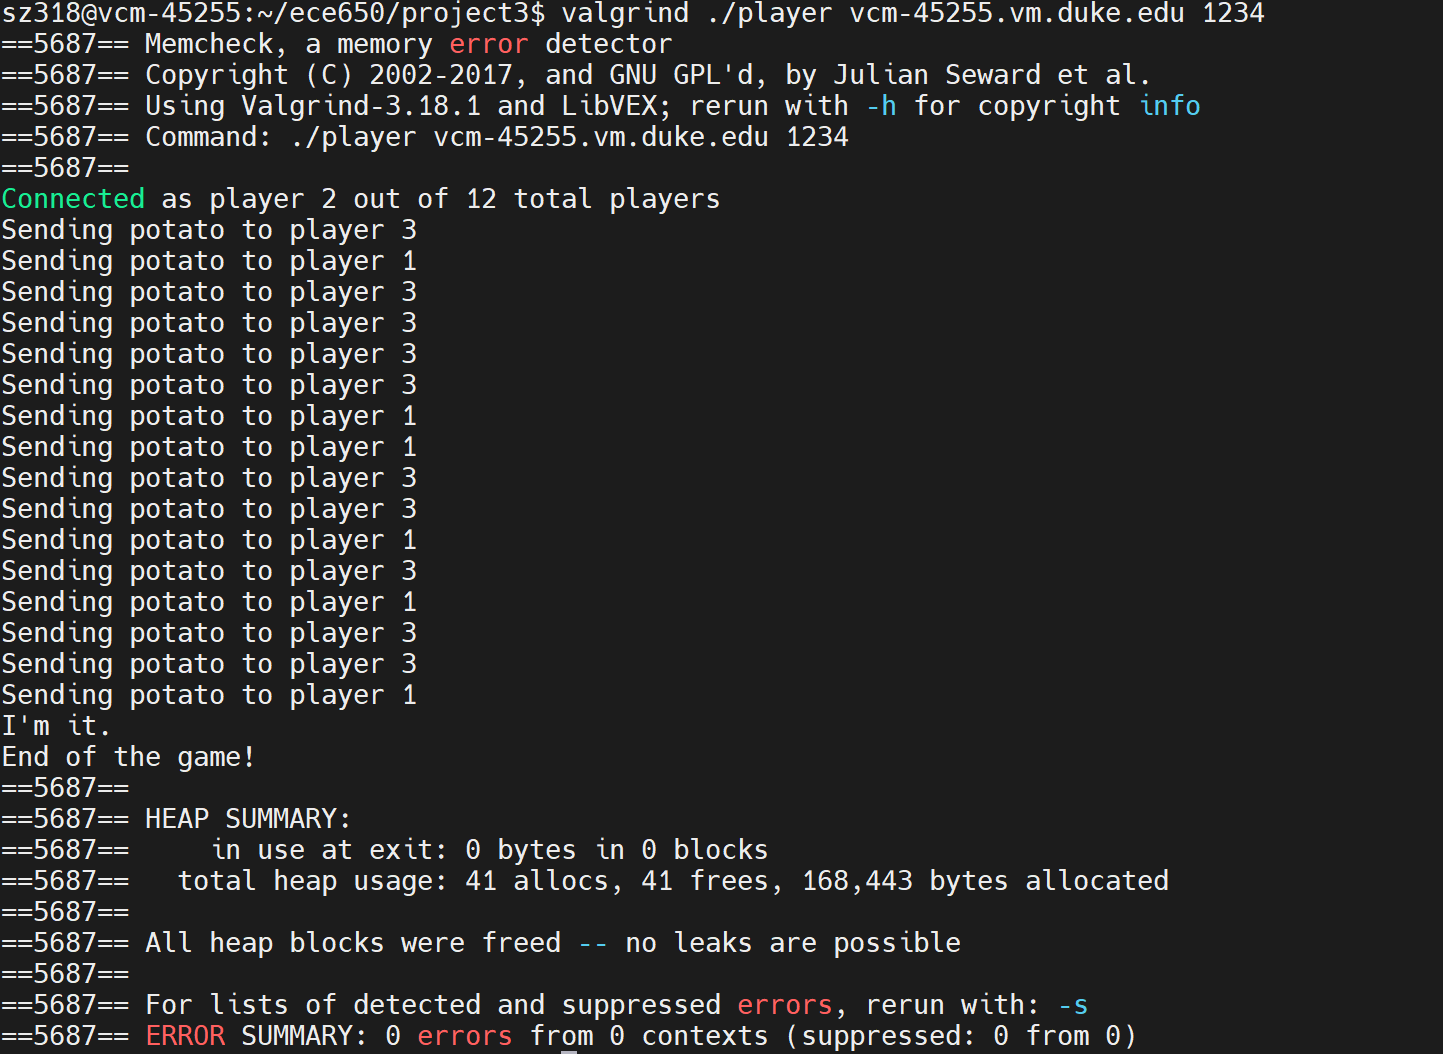 sz318@vcm-45255:~/ece650/project3$ valgrind ./player vcm-45255.vm.duke.edu 1234
==5687== Memcheck, a memory error detector
==5687== Copyright (C) 2002-2017, and GNU GPL'd, by Julian Seward et al.
==5687== Using Valgrind-3.18.1 and LibVEX; rerun with -h for copyright info
==5687== Command: ./player vcm-45255.vm.duke.edu 1234
==5687==
Connected as player 2 out of 12 total players
Sending potato to player 3
Sending potato to player 1
Sending potato to player 3
Sending potato to player 3
Sending potato to player 3
Sending potato to player 3
Sending potato to player 1
Sending potato to player 1
Sending potato to player 3
Sending potato to player 3
Sending potato to player 1
Sending potato to player 3
Sending potato to player 1
Sending potato to player 3
Sending potato to player 3
Sending potato to player 1
I'm it.
End of the game!
==5687==
==5687== HEAP SUMMARY:
==5687==     in use at exit: 0 bytes in 0 blocks
==5687==   total heap usage: 41 allocs, 41 frees, 168,443 bytes allocated
==5687==
==5687== All heap blocks were freed -- no leaks are possible
==5687==
==5687== For lists of detected and suppressed errors, rerun with: -s
==5687== ERROR SUMMARY: 0 errors from 0 contexts (suppressed: 0 from 0)